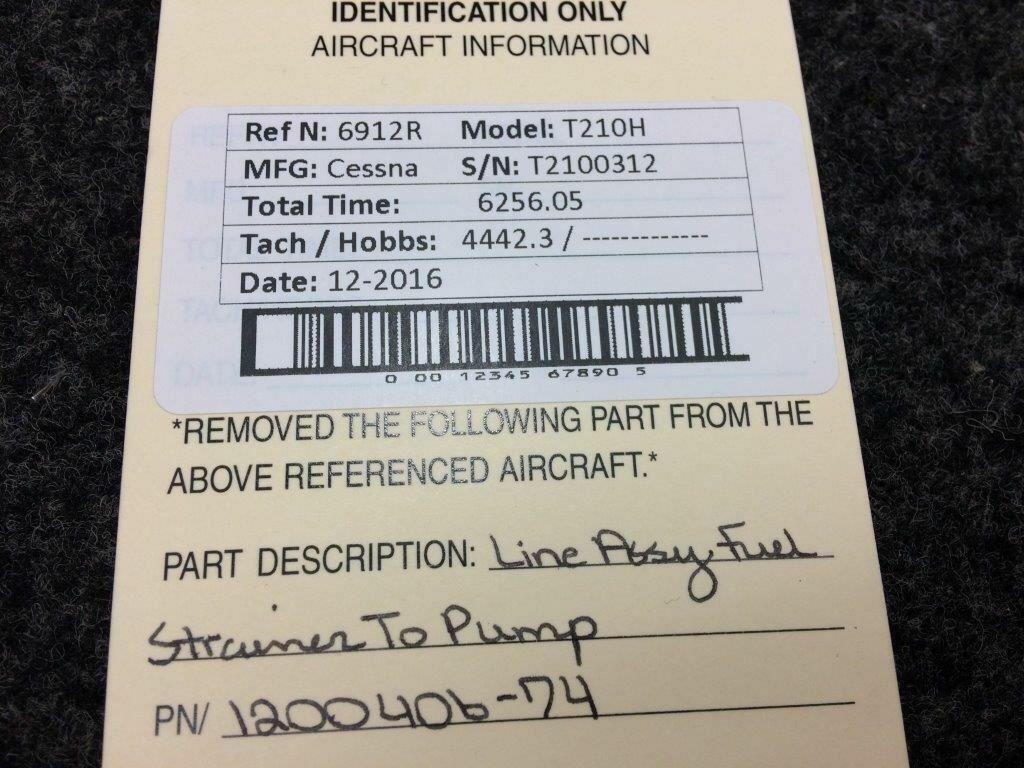 IDENTIFICATION ONLY
AIRCRAFT INFORMATION
Ref N: 6912R Model: T210H
MFG: Cessna S/N: T2100312
Total Time: 6256.05
Tach / Hobbs: 4442.3 / -------------
Date: 12-2016
0 00 12345 67890 5
*REMOVED THE FOLLOWING PART FROM THE
ABOVE REFERENCED AIRCRAFT.*
PART DESCRIPTION: Line Assy Fuel
Strainer To Pump
PN/ 1200406-74